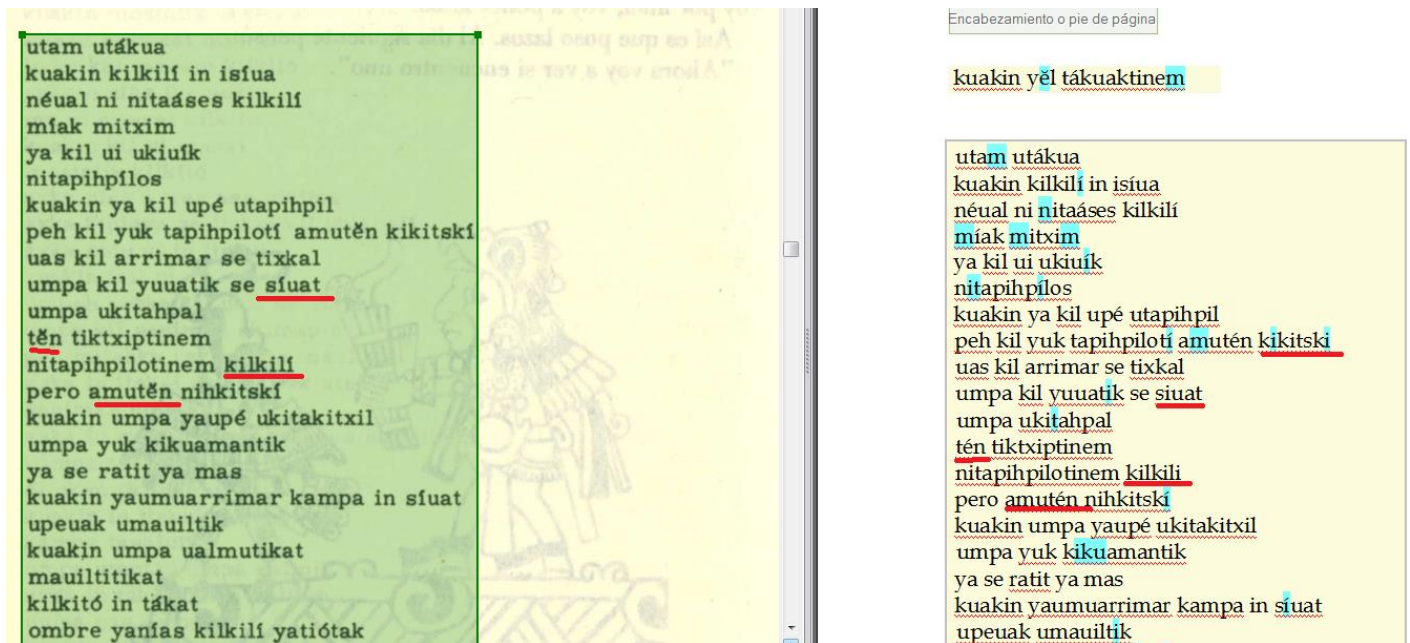 utam utákua
kuakin kilkilí in isíua
néual ni nitaáses kilkilí
míak mitxim
ya kil ui ukiuík
nitapihpílos
kuakin ya kil upé utapihpil
peh kil yuk tapihpilotí amutěn kikitskí
uas kil arrimar se tixkal
umpa kil yuuatik se síuat
umpa ukitahpal
těn tiktxiptinem
nitapihpilotinem kilkilí
pero amutěn nihkitskí
kuakin umpa yaupé ukitakitxil
umpa yuk kikuamantik
ya se ratit ya mas
kuakin yaumuarrimar kampa in síuat
upeuak umauiltik
kuakin umpa ualmutikat
mauiltitikat
kilkitó in tákat
ombre yanías kilkilí yatiótak
Encabezamiento o pie de página
kuakin yěl tákuaktinem
utam utákua
kuakin kilkilí in isíua
néual ni nitaáses kilkilí
míak mitxim
ya kil ui ukiuík
nitapihpílos
kuakin ya kil upé utapihpil
peh kil yuk tapihpilotí amutén kikitski
uas kil arrimar se tixkal
umpa kil yuuatik se siuat
umpa ukitahpal
tén tiktxiptinem
nitapihpilotinem kilkili
pero amutén nihkitskí
kuakin umpa yaupé ukitakitxil
umpa yuk kikuamantik
ya se ratit ya mas
kuakin yaumuarrimar kampa in síuat
upeuak umauiltik